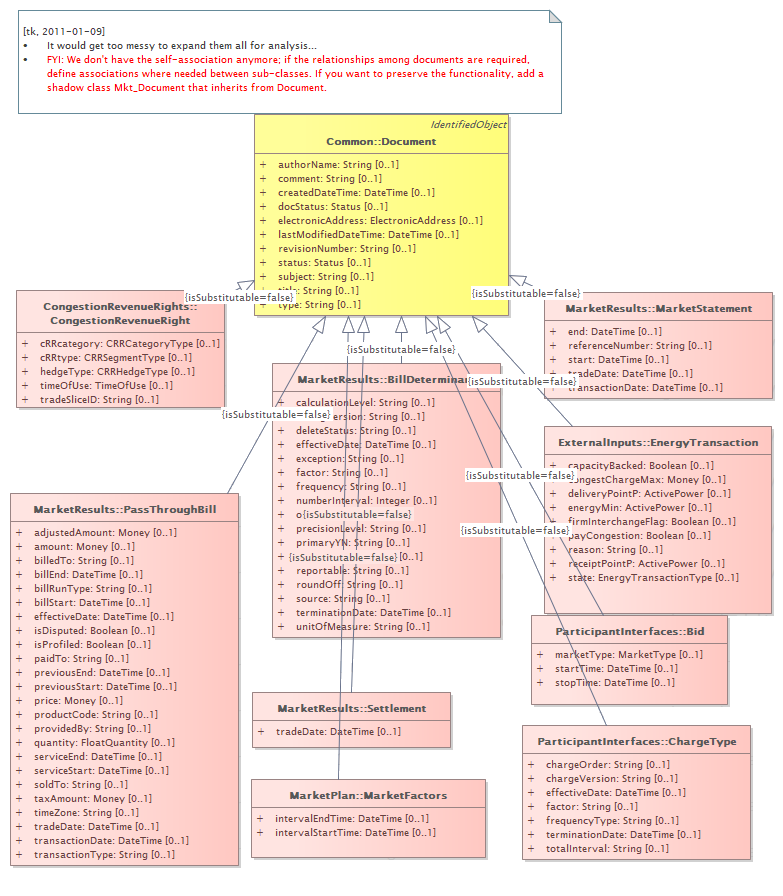 [tk, 2011-01-09]
• It would get too messy to expand them all for analysis...
• FYI: We don't have the self-association anymore; if the relationships among documents are required,
define associations where needed between sub-classes. If you want to preserve the functionality, add a
shadow class Mkt_Document that inherits from Document.
IdentifiedObject
Common::Document
+ authorName: String [0..1]
+ comment: String [0..1]
+ createdDateTime: DateTime [0..1]
+ docStatus: Status [0..1]
+ electronicAddress: ElectronicAddress [0..1]
+ lastModifiedDateTime: DateTime [0..1]
+ revisionNumber: String [0..1]
+ status: Status [0..1]
+ subject: String [0..1]
+ title: String [0..1]
+ type: String [0..1]
{isSubstitutable=false}
{isSubstitutable=false}
CongestionRevenueRights::
CongestionRevenueRight
+ cRRcategory: CRRCategoryType [0..1]
+ cRRtype: CRRSegmentType [0..1]
+ hedgeType: CRRHedgeType [0..1]
+ timeOfUse: TimeOfUse [0..1]
+ tradeSliceID: String [0..1]
MarketResults::MarketStatement
+ end: DateTime [0..1]
+ referenceNumber: String [0..1]
+ start: DateTime [0..1]
+ tradeDate: DateTime [0..1]
+ transactionDate: DateTime [0..1]
{isSubstitutable=false}
{isSubstitutable=false}
{isSubstitutable=false}
MarketResults::BillDetermina
+ calculationLevel: String [0..1]
+ ersion: String [0..1]
+ deleteStatus: String [0..1]
+ effectiveDate: DateTime [0..1]
+ exception: String [0..1]
+ factor: String [0..1]
+ frequency: String [0..1]
+ numberInterval: Integer [0..1]
+ o{isSubstitutable=false}
+ precisionLevel: String [0..1]
+ primaryYN: String [0..1]
+ {isSubstitutable=false}[0..1]
+ reportable: String [0..1]
+ roundOff: String [0..1]
+ source: String [0..1]
+ terminationDate: DateTime [0..1]
+ unitOfMeasure: String [0..1]
ExternalInputs::EnergyTransaction
+ capacityBacked: Boolean [0..1]
+ congestChargeMax: Money [0..1]
+ deliveryPointP: ActivePower [0..1]
+ energyMin: ActivePower [0..1]
+ firmInterchangeFlag: Boolean [0..1]
+ payCongestion: Boolean [0..1]
+ reason: String [0..1]
+ receiptPointP: ActivePower [0..1]
+ state: EnergyTransactionType [0..1]
{isSubstitutable=false}
{isSubstitutable=false}
MarketResults::PassThroughBill
+ adjustedAmount: Money [0..1]
+ amount: Money [0..1]
+ billedTo: String [0..1]
+ billEnd: DateTime [0..1]
+ billRunType: String [0..1]
+ billStart: DateTime [0..1]
+ effectiveDate: DateTime [0..1]
+ isDisputed: Boolean [0..1]
+ isProfiled: Boolean [0..1]
+ paidTo: String [0..1]
+ previousEnd: DateTime [0..1]
+ previousStart: DateTime [0..1]
+ price: Money [0..1]
+ productCode: String [0..1]
+ providedBy: String [0..1]
+ quantity: FloatQuantity [0..1]
+ serviceEnd: DateTime [0..1]
+ serviceStart: DateTime [0..1]
+ soldTo: String [0..1]
+ taxAmount: Money [0..1]
+ timeZone: String [0..1]
+ tradeDate: DateTime [0..1]
+ transactionDate: DateTime [0..1]
+ transactionType: String [0..1]
ParticipantInterfaces::Bid
+ marketType: MarketType [0..1]
+ startTime: DateTime [0..1]
+ stopTime: DateTime [0..1]
MarketResults::Settlement
+ tradeDate: DateTime [0..1]
MarketPlan::MarketFactors
+ intervalEndTime: DateTime [0..1]
+ intervalStartTime: DateTime [0..1]
ParticipantInterfaces::ChargeType
+ chargeOrder: String [0..1]
+ chargeVersion: String [0..1]
+ effectiveDate: DateTime [0..1]
+ factor: String [0..1]
+ frequencyType: String [0..1]
+ terminationDate: DateTime [0..1]
+ totalInterval: String [0..1]